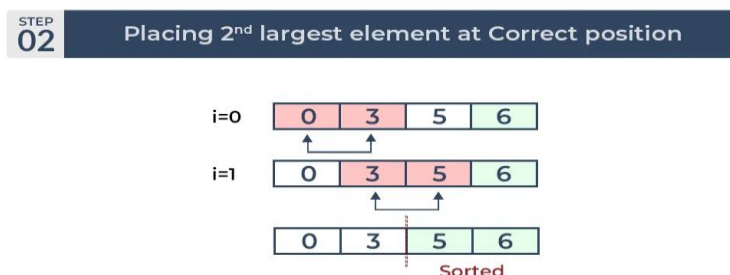 STEP
02
Placing 2nd largest element at Correct position
i=0 0 3 5 6
i=1 0 3 5 6
0 3 5 6
Sorted